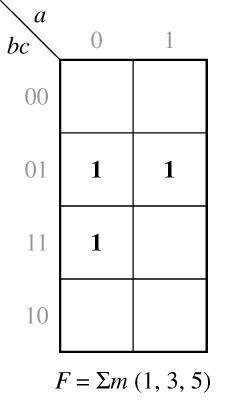 a
bc
0 1
00
01 1 1
11 1
10
F = Σm (1, 3, 5)